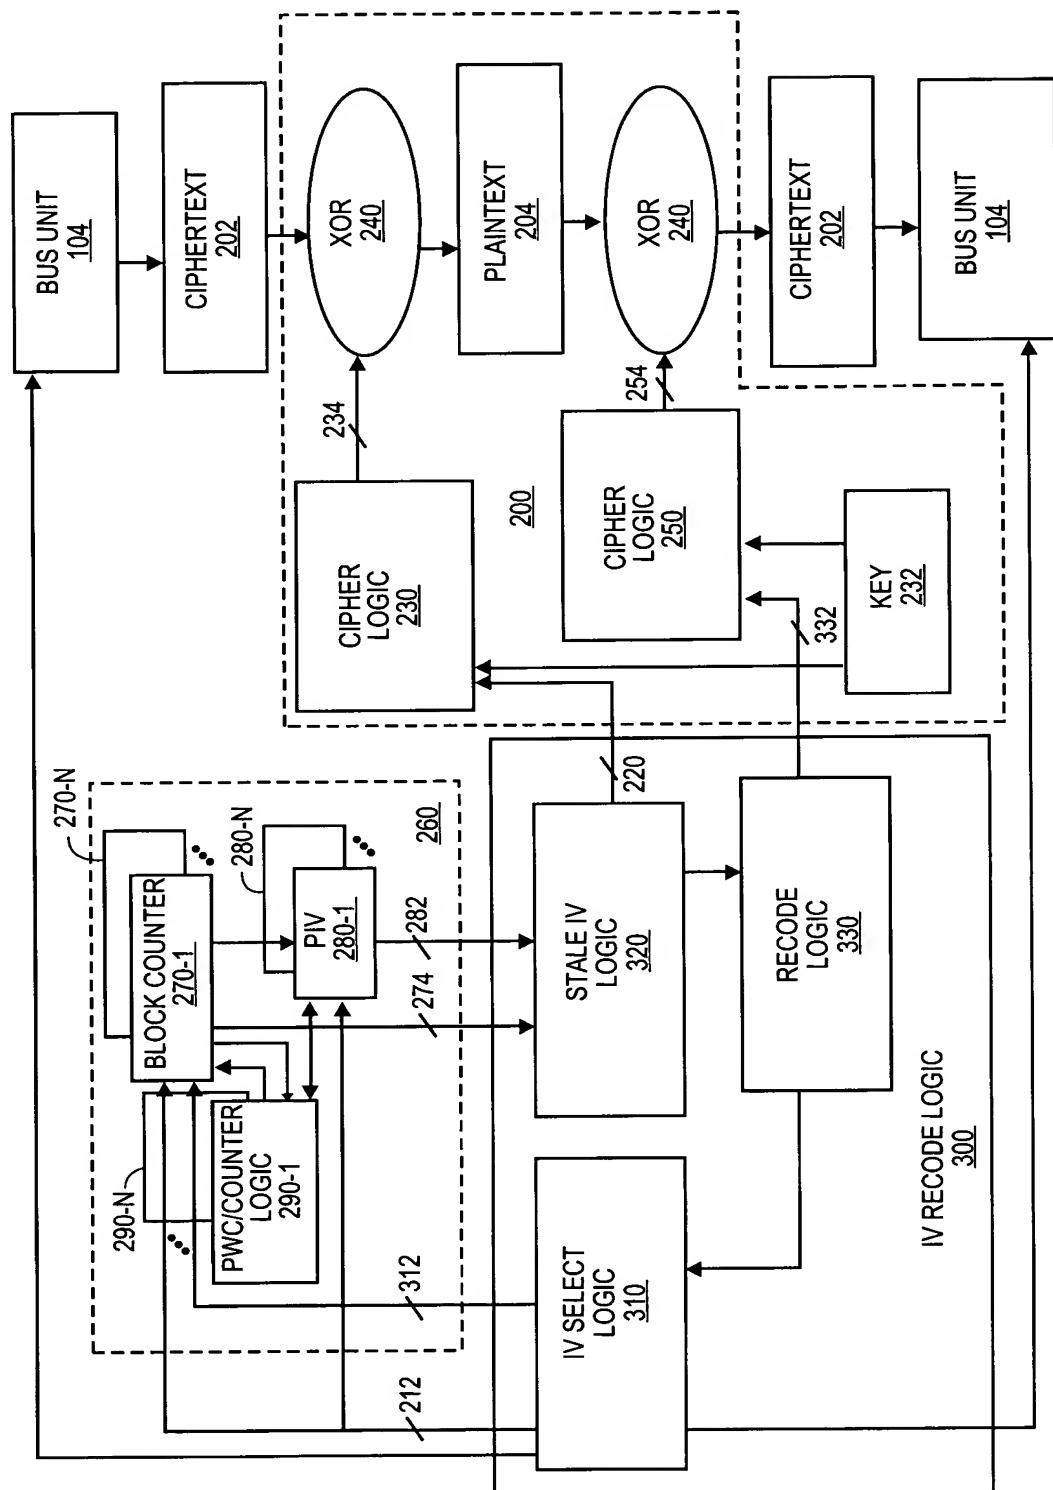 BUS UNIT
104
CIPHERTEXT
202
XOR
240
PLAINTEXT
204
XOR
240
CIPHERTEXT
202
BUS UNIT
104
234
254
CIPHER
LOGIC
230
200
CIPHER
LOGIC
250
KEY
232
332
220
270-N
280-N
260
BLOCK COUNTER
270-1
PIV
280-1
282
274
290-N
PWC/COUNTER
LOGIC
290-1
312
212
STALE IV
LOGIC
320
RECODE
LOGIC
330
IV SELECT
LOGIC
310
IV RECODE LOGIC
300